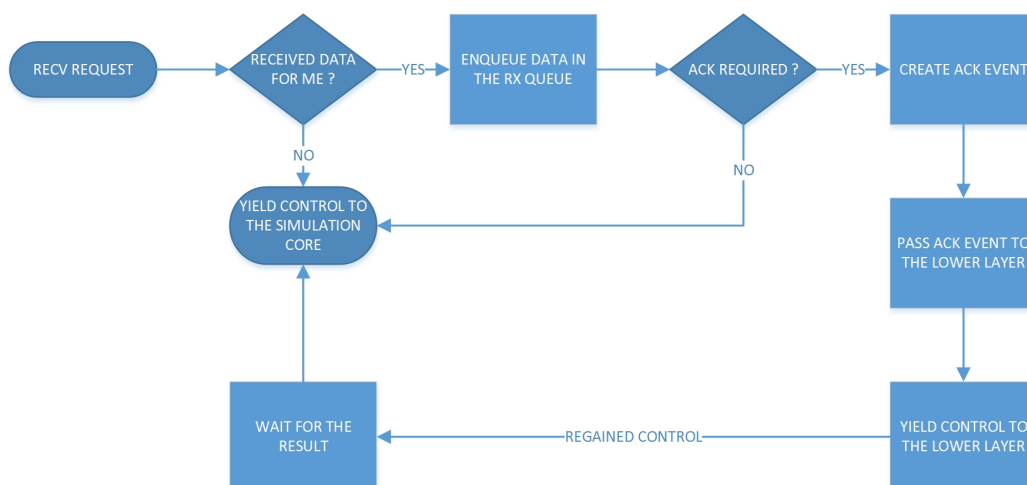 RECV REQUEST
RECEIVED DATA
FOR ME ?
YES
ENQUEUE DATA IN
THE RX QUEUE
ACK REQUIRED ?
YES
CREATE ACK EVENT
NO
NO
YIELD CONTROL TO
THE SIMULATION
CORE
PASS ACK EVENT TO
THE LOWER LAYER
WAIT FOR THE
RESULT
REGAINED CONTROL
YIELD CONTROL TO
THE LOWER LAYER